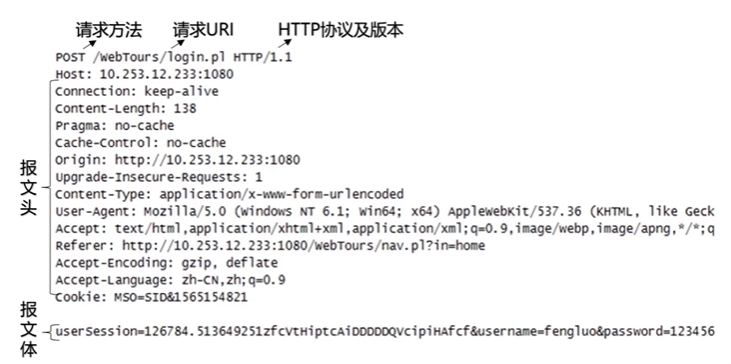 请求方法 请求URI HTTP协议及版本
POST /WebTours/login.pl HTTP/1.1
Host: 10.253.12.233:1080
Connection: keep-alive
Content-Length: 138
Pragma: no-cache
Cache-Control: no-cache
Origin: http://10.253.12.233:1080
Upgrade-Insecure-Requests: 1
Content-Type: application/x-www-form-urlencoded
User-Agent: Mozilla/5.0 (Windows NT 6.1; Win64; x64) AppleWebKit/537.36 (KHTML, like Geck
Accept: text/html,application/xhtml+xml,application/xml;q=0.9,image/webp,image/apng,*/*;q
Referer: http://10.253.12.233:1080/WebTours/nav.pl?in=home
Accept-Encoding: gzip, deflate
Accept-Language: zh-CN,zh;q=0.9
Cookie: MSO=SID&1565154821
报文头
userSession=126784.513649251zfcVtHiptcAiDDDDDQVcipiHAfcf&username=fengluo&password=123456
报文体